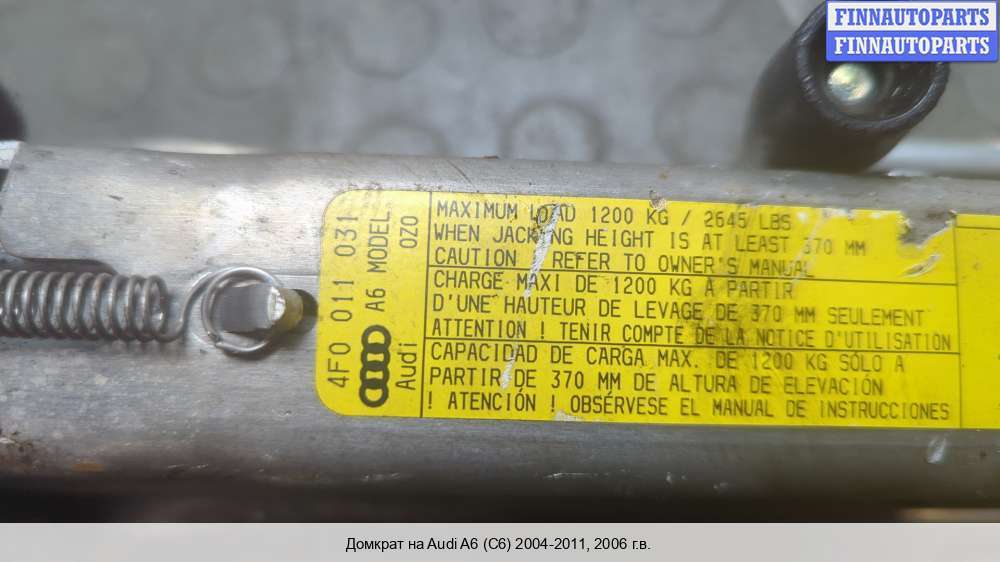 FINNAUTOPARTS
FINNAUTOPARTS
4F0 011 031
A6 MODEL
OZO
Audi
MAXIMUM LOAD 1200 KG / 2645 LBS
WHEN JACKING HEIGHT IS AT LEAST 370 MM
CAUTION ! REFER TO OWNER'S MANUAL
CHARGE MAXI DE 1200 KG A PARTIR
D'UNE HAUTEUR DE LEVAGE DE 370 MM SEULEMENT
ATTENTION ! TENIR COMPTE DE LA NOTICE D'UTILISATION
CAPACIDAD DE CARGA MAX. DE 1200 KG SÓLO A
PARTIR DE 370 MM DE ALTURA DE ELEVACIÓN
! ATENCIÓN ! OBSÉRVESE EL MANUAL DE INSTRUCCIONES
Домкрат на Audi A6 (C6) 2004-2011, 2006 г.в.